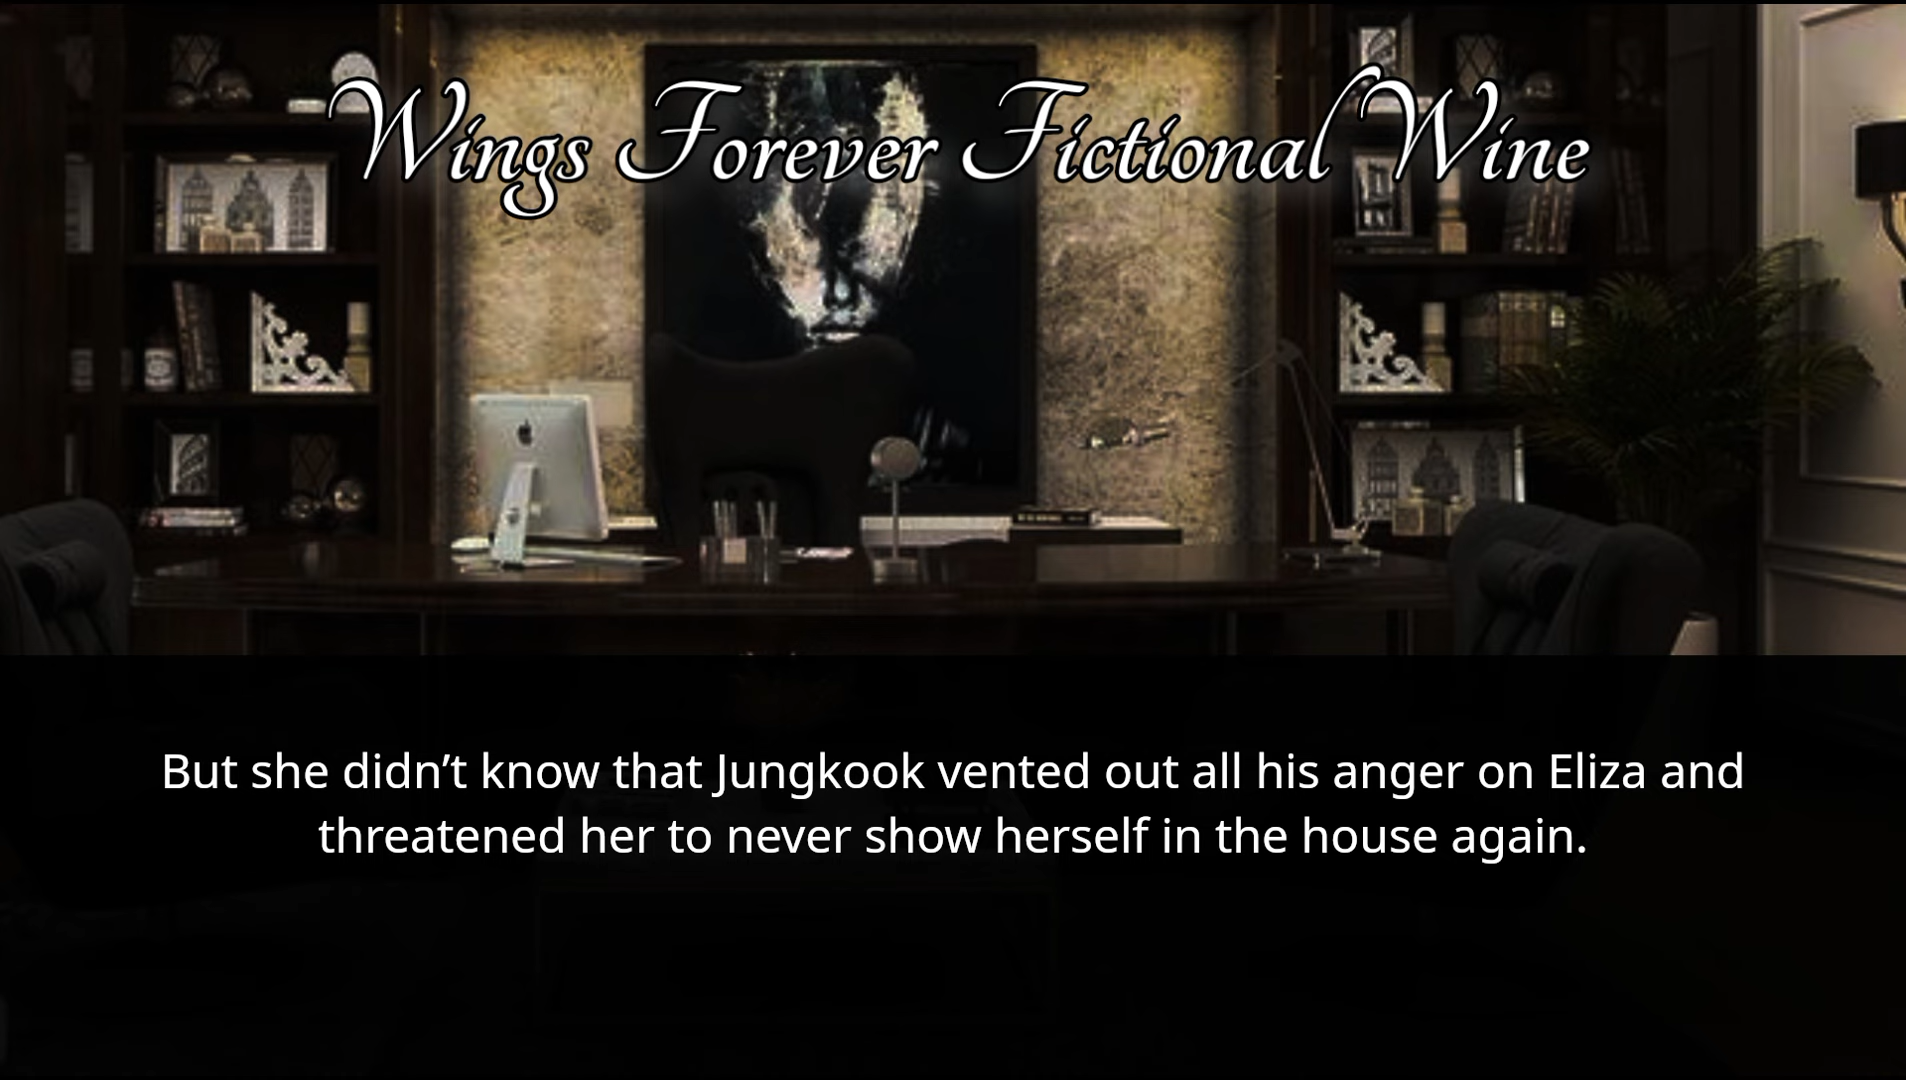 Wings Forever Fictional Wine
But she didn’t know that Jungkook vented out all his anger on Eliza and
threatened her to never show herself in the house again.